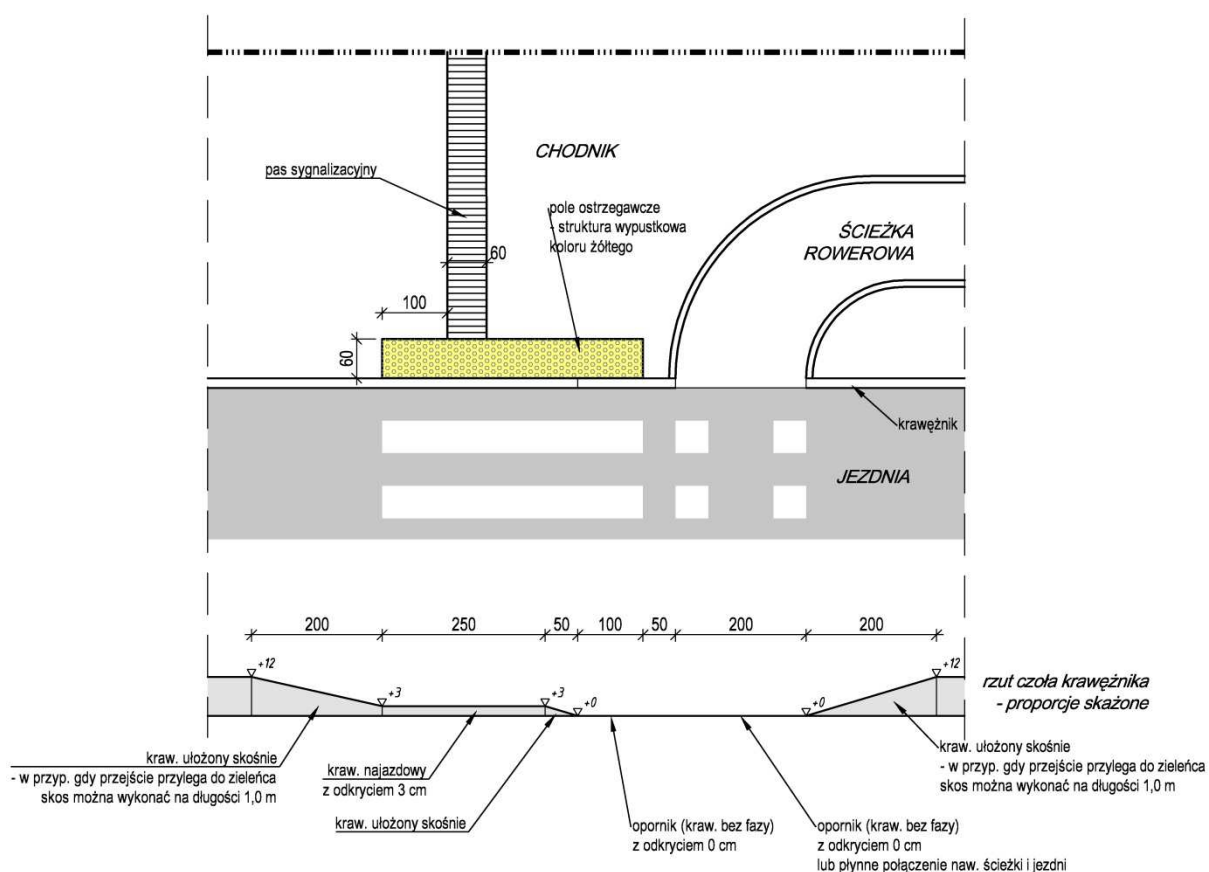 CHODNIK
pas sygnalizacyjny
pole ostrzegawcze
- struktura wypustkowa
koloru żółtego
ŚCIEŻKA
ROWEROWA
60
100
60
krawężnik
JEZDNIA
200
250
50
100
50
200
200
+12
+3
+3
+0
+0
+12
rzut czoła krawężnika
- proporcje skażone
kraw. ułożony skośnie
- w przyp. gdy przejście przylega do zieleńca
skos można wykonać na długości 1,0 m
kraw. najazdowy
z odkryciem 3 cm
kraw. ułożony skośnie
opornik (kraw. bez fazy)
z odkryciem 0 cm
opornik (kraw. bez fazy)
z odkryciem 0 cm
lub płynne połączenie naw. ścieżki i jezdni
kraw. ułożony skośnie
- w przyp. gdy przejście przylega do zieleńca
skos można wykonać na długości 1,0 m